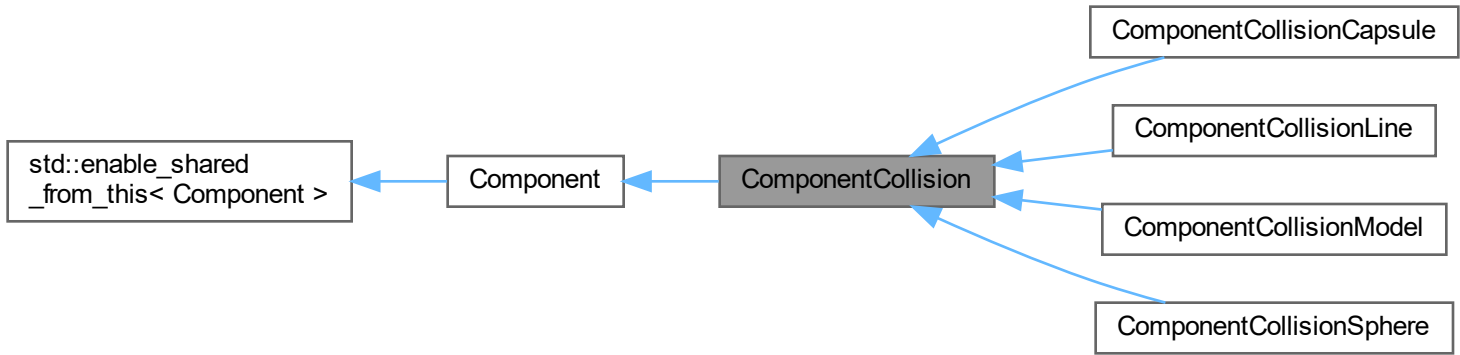 std::enable_shared
_from_this< Component >
Component
ComponentCollision
ComponentCollisionCapsule
ComponentCollisionLine
ComponentCollisionModel
ComponentCollisionSphere